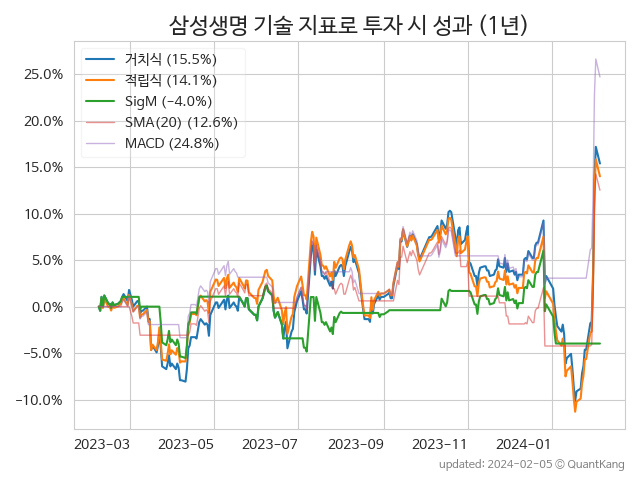 삼성생명 기술 지표로 투자 시 성과 (1년)
거치식 (15.5%)
적립식 (14.1%)
SigM (−4.0%)
SMA(20) (12.6%)
MACD (24.8%)
25.0%
20.0%
15.0%
10.0%
5.0%
0.0%
−5.0%
−10.0%
2023-03 2023-05 2023-07 2023-09 2023-11 2024-01
updated: 2024-02-05 © QuantKang